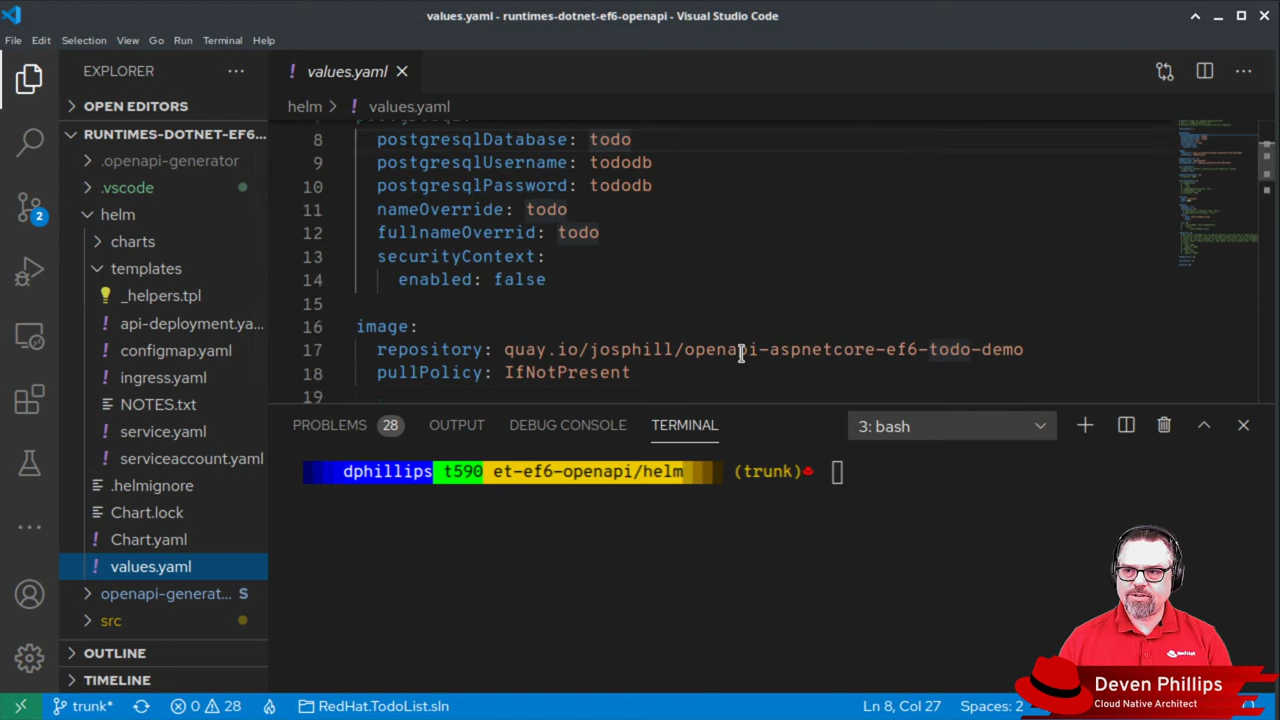 values.yaml - runtimes-dotnet-ef6-openapi - Visual Studio Code
File Edit Selection View Go Run Terminal Help
EXPLORER
OPEN EDITORS
RUNTIMES-DOTNET-EF6...
.openapi-generator
.vscode
helm
charts
templates
_helpers.tpl
api-deployment.ya...
configmap.yaml
ingress.yaml
NOTES.txt
service.yaml
serviceaccount.yaml
.helmignore
Chart.lock
Chart.yaml
values.yaml
openapi-generat... S
src
OUTLINE
TIMELINE
2
values.yaml
helm > values.yaml
8 postgresqlDatabase: todo
9 postgresqlUsername: tododb
10 postgresqlPassword: tododb
11 nameOverride: todo
12 fullnameOverrid: todo
13 securityContext:
14 enabled: false
15
16 image:
17 repository: quay.io/josphill/openapi-aspnetcore-ef6-todo-demo
18 pullPolicy: IfNotPresent
19
PROBLEMS 28 OUTPUT DEBUG CONSOLE TERMINAL 3: bash
dphillips t590 et-ef6-openapi/helm (trunk)
Red Hat
Deven Phillips
Cloud Native Architect
trunk* 0 28 RedHat.TodoList.sln Ln 8, Col 27 Spaces: 2